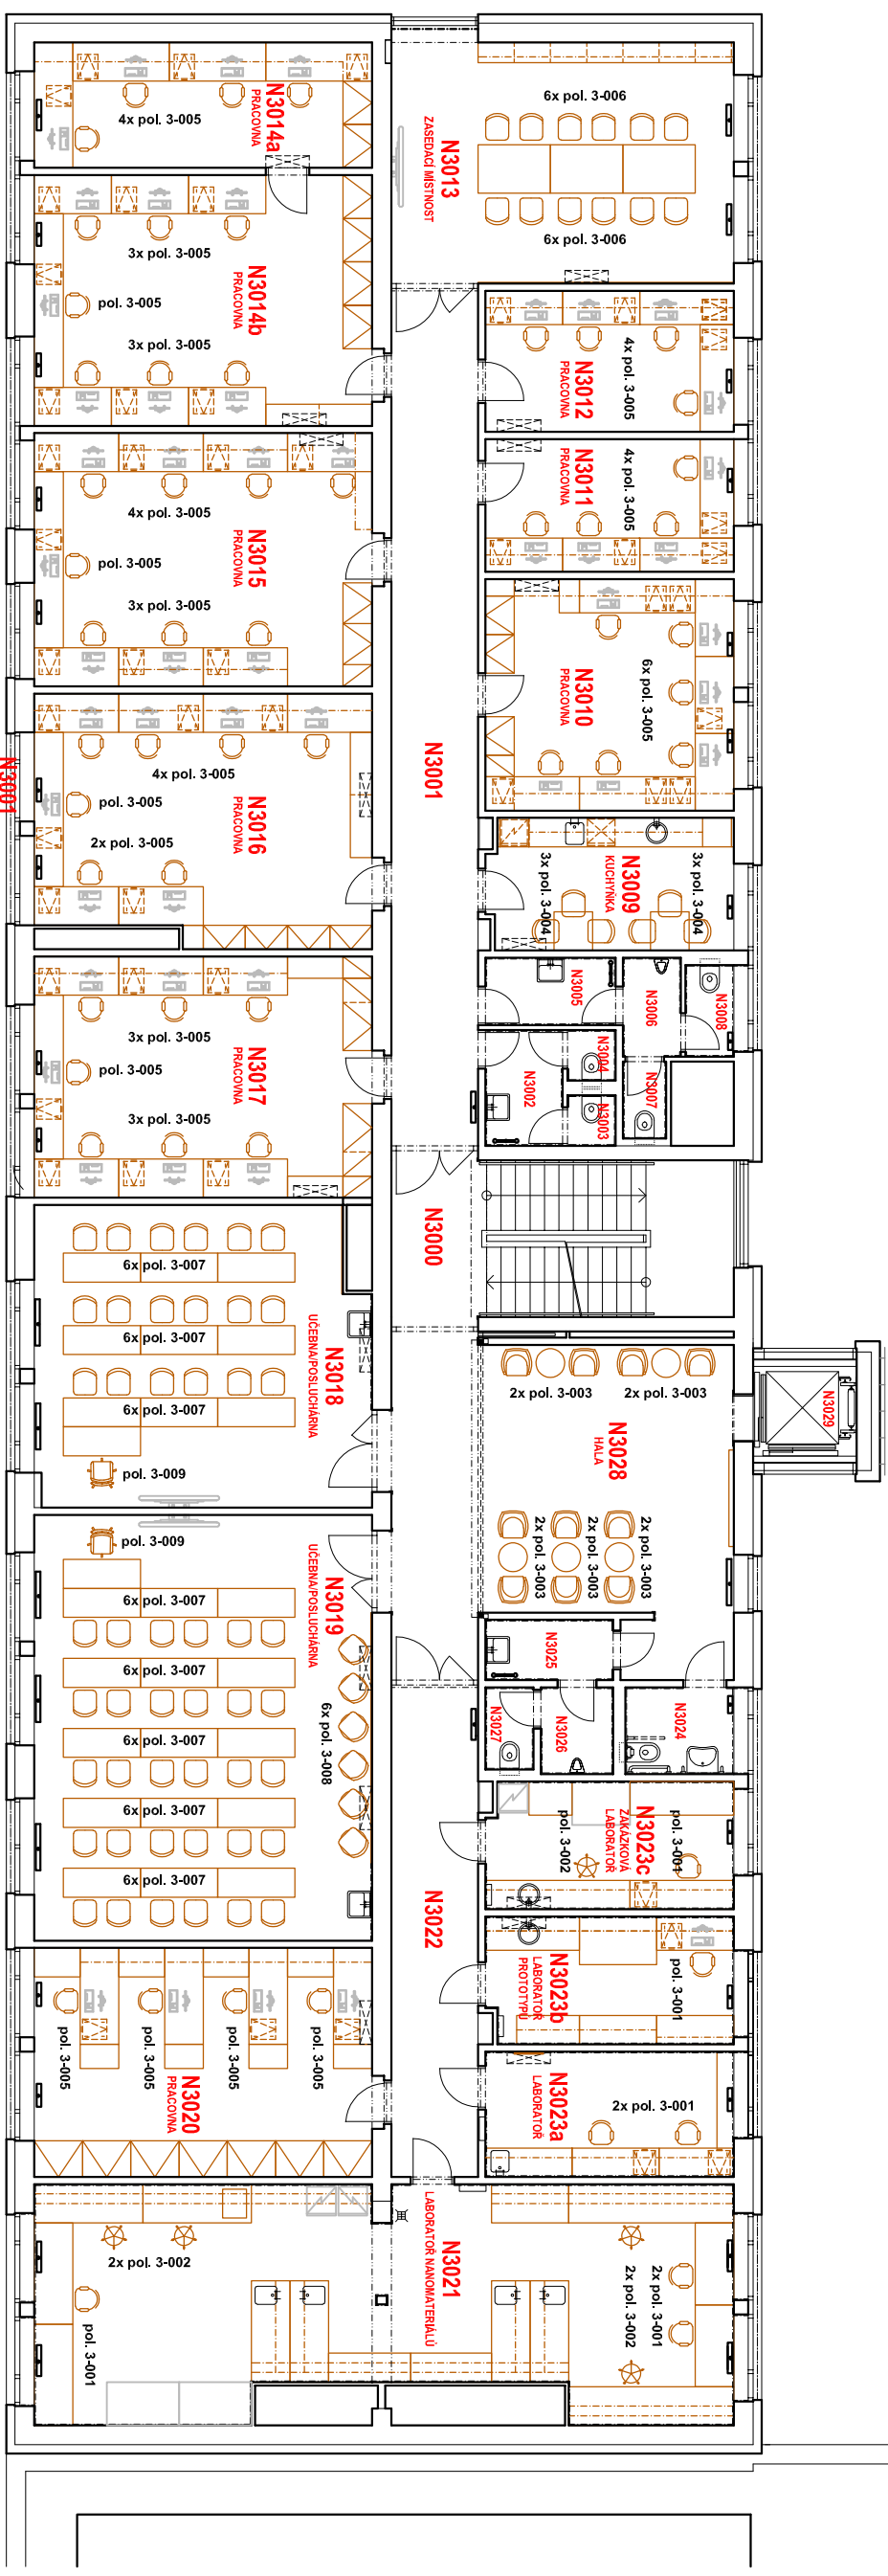 N3014a
PRACOVNA
4x pol. 3-005
N3013
ZASEDACÍ MÍSTNOST
6x pol. 3-006
6x pol. 3-006
N3014b
PRACOVNA
3x pol. 3-005
pol. 3-005
3x pol. 3-005
N3012
PRACOVNA
4x pol. 3-005
N3011
PRACOVNA
4x pol. 3-005
N3015
PRACOVNA
4x pol. 3-005
pol. 3-005
3x pol. 3-005
N3010
PRACOVNA
6x pol. 3-005
N3001
N3001
N3016
PRACOVNA
4x pol. 3-005
pol. 3-005
2x pol. 3-005
N3009
KUCHYŇKA
3x pol. 3-004
3x pol. 3-004
N3005
N3006
N3008
N3004
N3002
N3003
N3007
N3017
PRACOVNA
3x pol. 3-005
pol. 3-005
3x pol. 3-005
N3000
N3018
UČEBNA/POSLUCHÁRNA
6x pol. 3-007
6x pol. 3-007
6x pol. 3-007
pol. 3-009
N3028
HALA
2x pol. 3-003
2x pol. 3-003
2x pol. 3-003
2x pol. 3-003
2x pol. 3-003
N3029
N3019
UČEBNA/POSLUCHÁRNA
pol. 3-009
6x pol. 3-007
6x pol. 3-007
6x pol. 3-007
6x pol. 3-007
6x pol. 3-007
6x pol. 3-008
N3025
N3027
N3026
N3024
N3023c
ZAKÁZKOVÁ
LABORATOŘ
pol. 3-001
pol. 3-002
N3022
N3023b
LABORATOŘ
PROTOTYPŮ
pol. 3-001
N3020
PRACOVNA
pol. 3-005
pol. 3-005
pol. 3-005
pol. 3-005
N3023a
LABORATOŘ
2x pol. 3-001
N3021
LABORATOŘ NANOMATERIÁLŮ
2x pol. 3-002
pol. 3-001
2x pol. 3-001
2x pol. 3-002